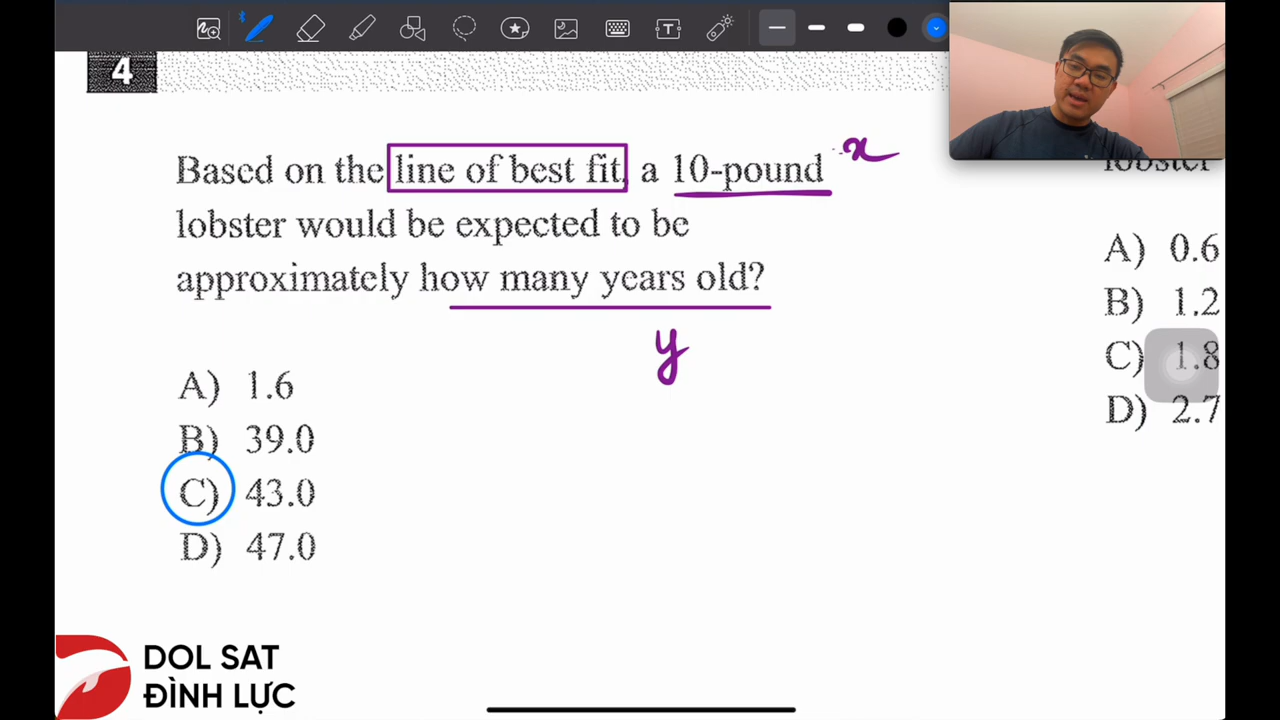 4
Based on the line of best fit, a 10-pound x
lobster would be expected to be
approximately how many years old?
y
A) 1.6
B) 39.0
C) 43.0
D) 47.0
lobster
A) 0.6
B) 1.2
C) 1.8
D) 2.7
T
DOL SAT
ĐÌNH LỰC